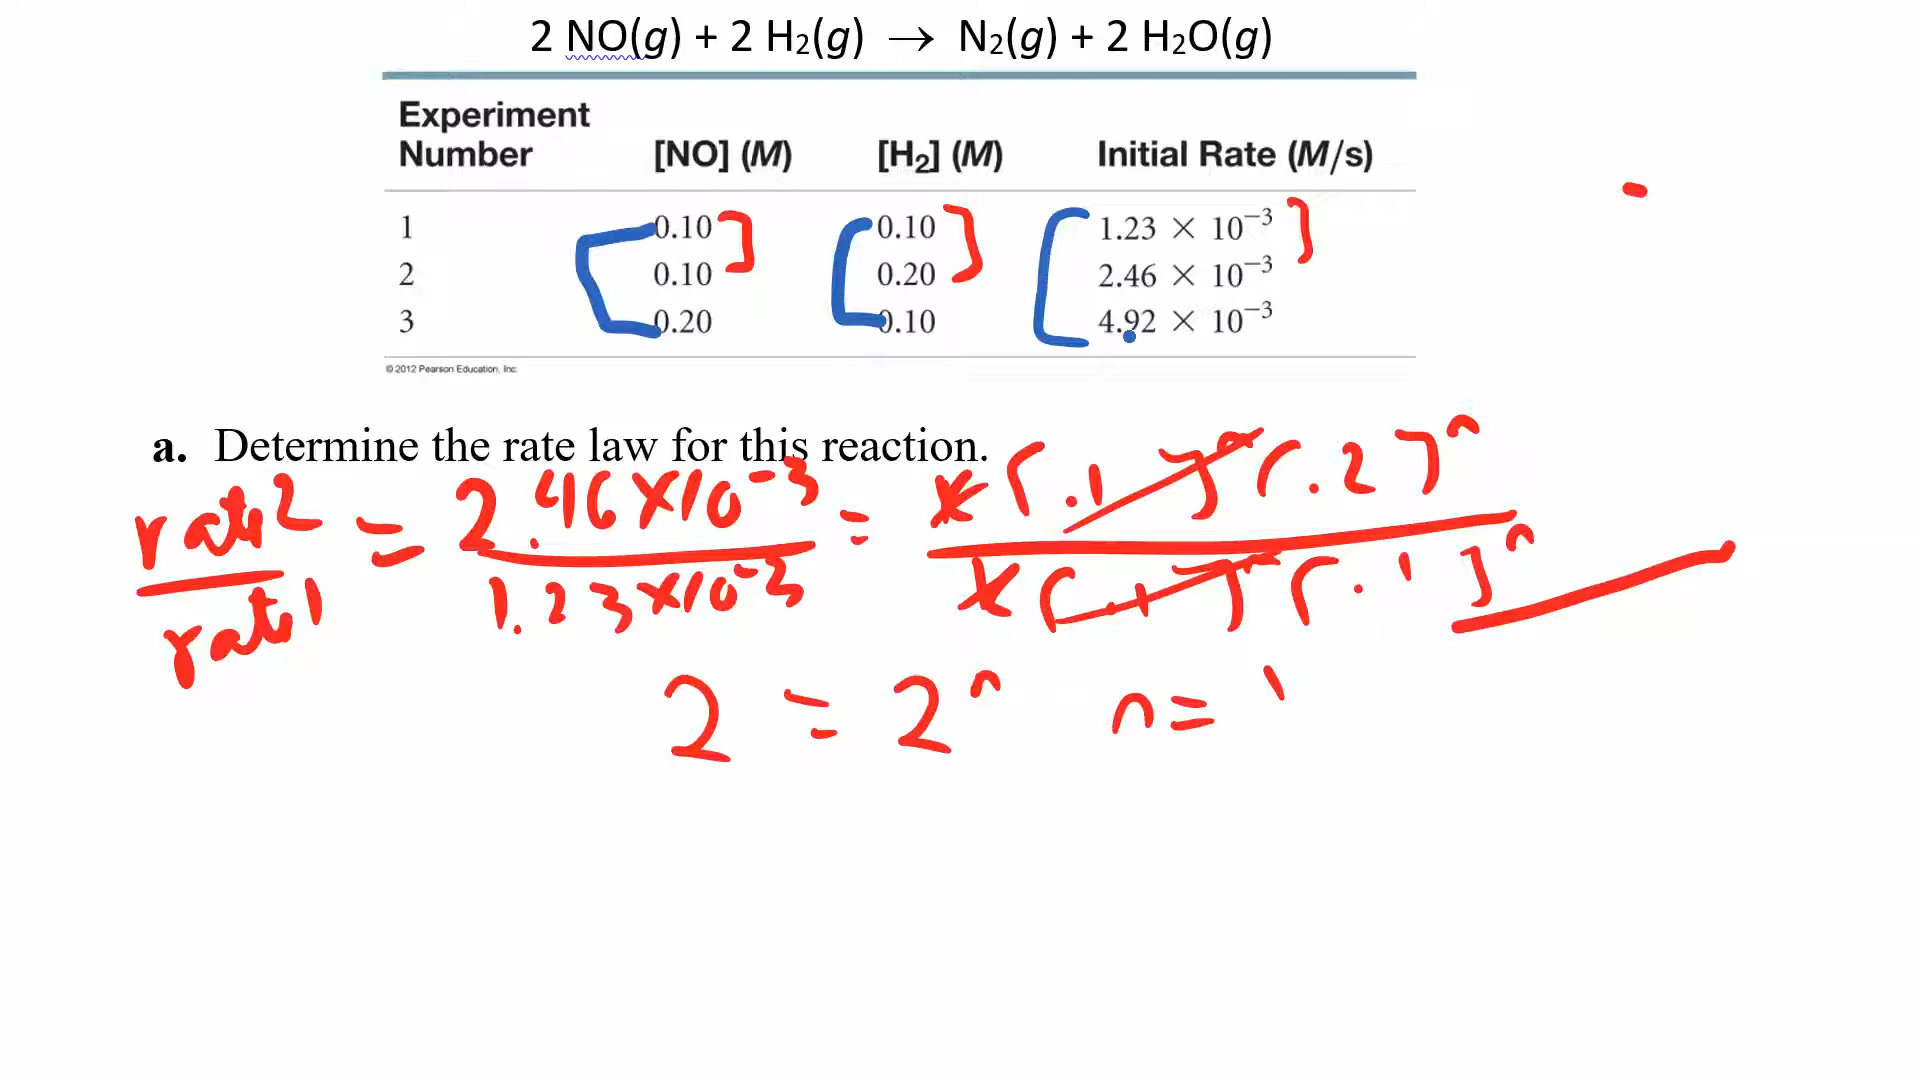 2 NO(g) + 2 H₂(g) → N₂(g) + 2 H₂O(g)
Experiment Number [NO] (M) [H₂] (M) Initial Rate (M/s)
1 0.10 0.10 1.23 × 10⁻³
2 0.10 0.20 2.46 × 10⁻³
3 0.20 0.10 4.92 × 10⁻³
© 2012 Pearson Education, Inc.
a. Determine the rate law for this reaction.
rate2 = 2.46×10⁻³ = k[.1]ᵐ[.2]ⁿ
rate1 1.23×10⁻³ k[.1]ᵐ[.1]ⁿ
2 = 2ⁿ n = 1